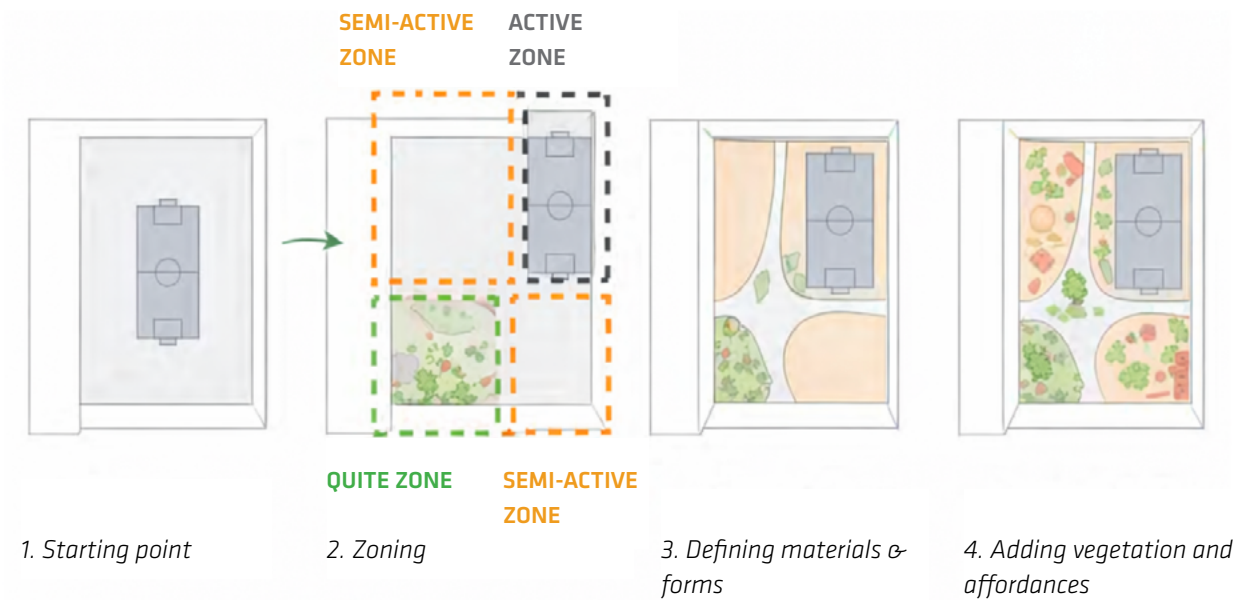 SEMI-ACTIVE
ZONE
ACTIVE
ZONE
QUITE ZONE
SEMI-ACTIVE
ZONE
1. Starting point
2. Zoning
3. Defining materials &
forms
4. Adding vegetation and
affordances